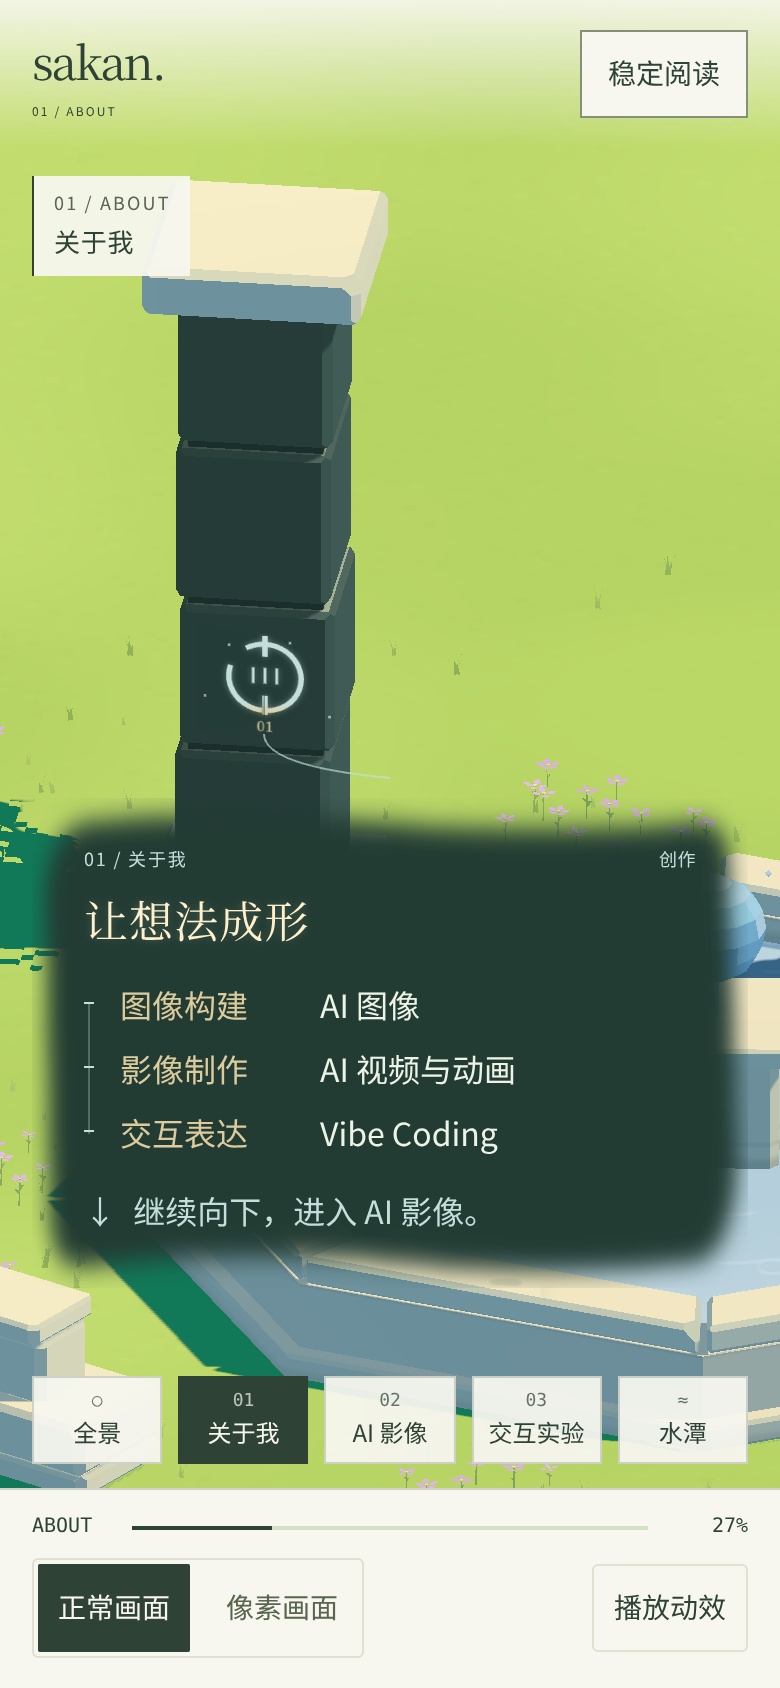 sakan.
01 / ABOUT
稳定阅读
01 / ABOUT
关于我
01
01 / 关于我
创作
让想法成形
图像构建 AI 图像
影像制作 AI 视频与动画
交互表达 Vibe Coding
↓ 继续向下，进入 AI 影像。
○
全景
01
关于我
02
AI 影像
03
交互实验
≈
水潭
ABOUT
27%
正常画面
像素画面
播放动效